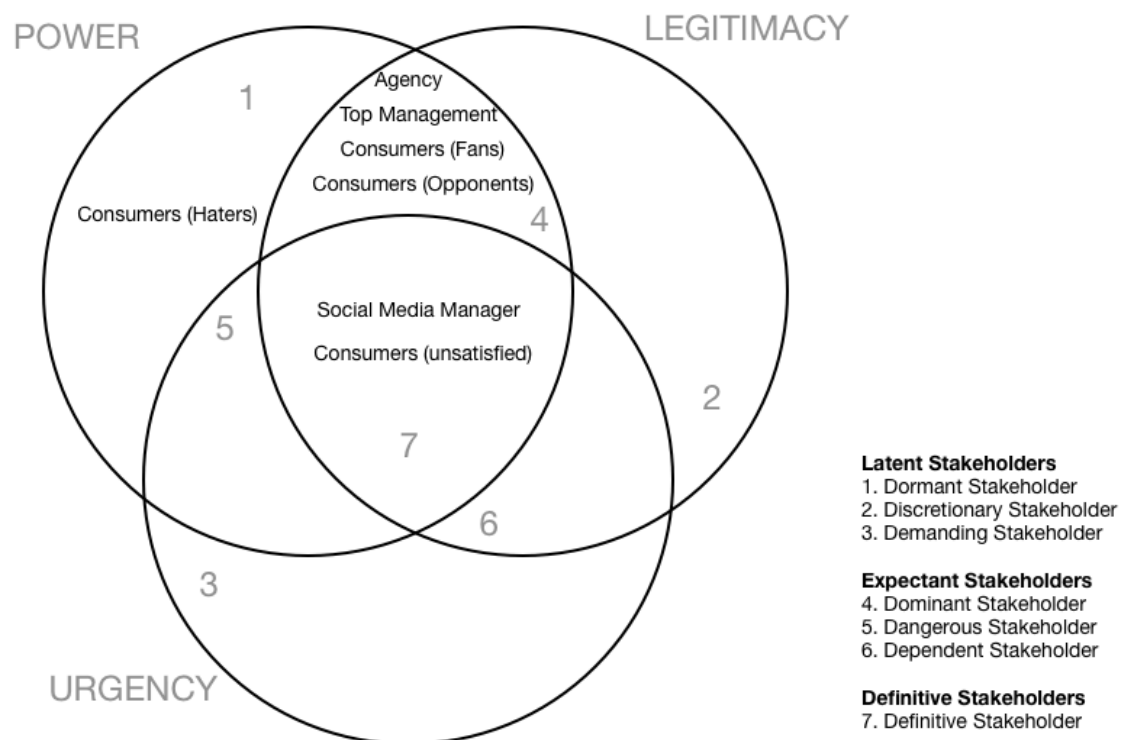 POWER
LEGITIMACY
1
Agency
Top Management
Consumers (Fans)
Consumers (Opponents)
Consumers (Haters)
4
5
Social Media Manager
Consumers (unsatisfied)
2
7
6
3
URGENCY
Latent Stakeholders
1. Dormant Stakeholder
2. Discretionary Stakeholder
3. Demanding Stakeholder
Expectant Stakeholders
4. Dominant Stakeholder
5. Dangerous Stakeholder
6. Dependent Stakeholder
Definitive Stakeholders
7. Definitive Stakeholder